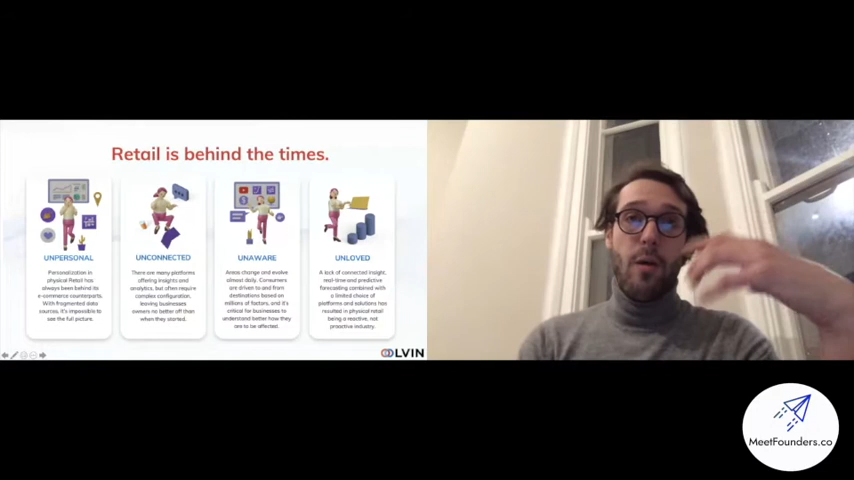 Retail is behind the times.
UNPERSONAL
Personalization in
physical Retail has
always been behind its
e-commerce counterparts.
With fragmented data
sources, it's impossible to
see the full picture.
UNCONNECTED
There are many platforms
offering insights and
analytics, but often require
complex configuration,
leaving businesses
owners no better off than
when they started.
UNAWARE
Areas change and evolve
almost daily. Consumers
are driven to and from
destinations based on
millions of factors, and it's
critical for businesses to
understand better how they
are to be affected.
UNLOVED
A lack of connected insight,
real-time and predictive
forecasting combined with
a limited choice of
platforms and solutions has
resulted in physical retail
being a reactive, not
proactive industry.
OLVIN
MeetFounders.co